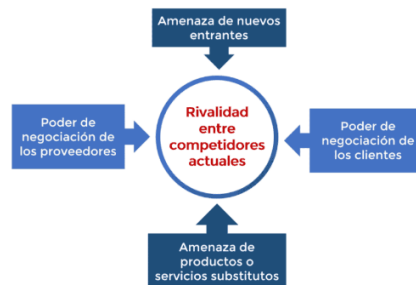 Amenaza de nuevos
entrantes
Poder de
negociación de
los proveedores
Rivalidad
entre
competidores
actuales
Poder de
negociación de
los clientes
Amenaza de
productos o
servicios substitutos